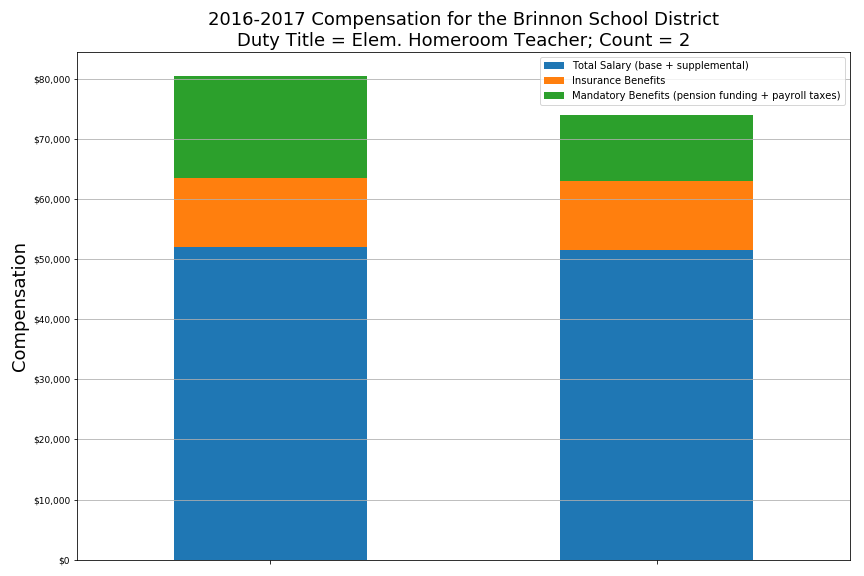 2016-2017 Compensation for the Brinnon School District
Duty Title = Elem. Homeroom Teacher; Count = 2
Total Salary (base + supplemental)
Insurance Benefits
Mandatory Benefits (pension funding + payroll taxes)
Compensation
$80,000
$70,000
$60,000
$50,000
$40,000
$30,000
$20,000
$10,000
$0